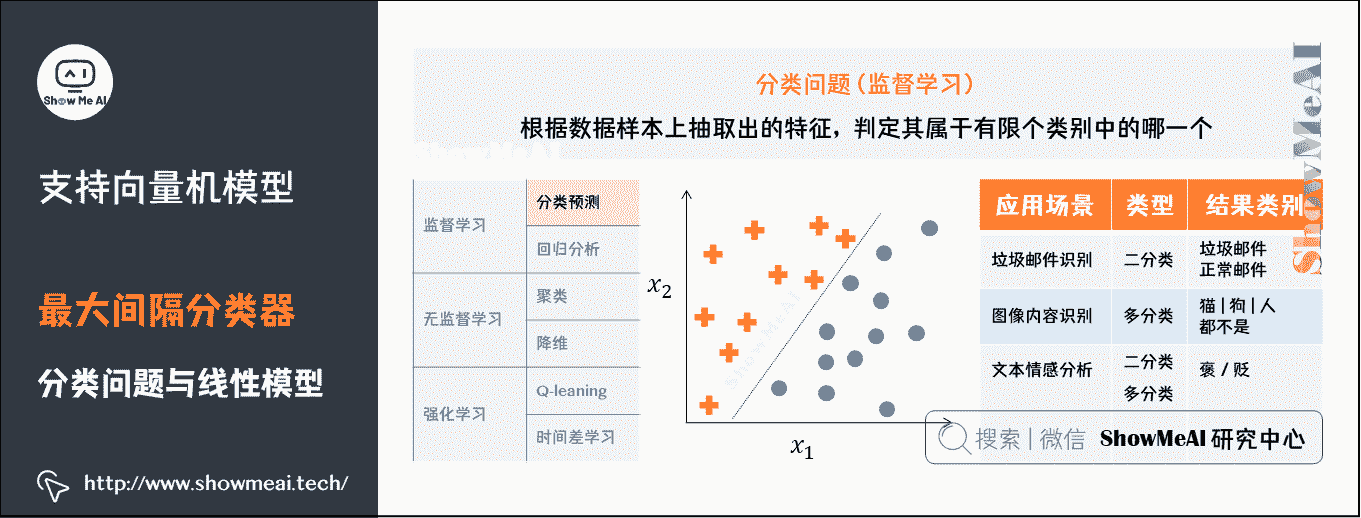 Show Me AI
支持向量机模型
最大间隔分类器
分类问题与线性模型
http://www.showmeai.tech/
分类问题(监督学习)
根据数据样本上抽取出的特征，判定其属于有限个类别中的哪一个
ShowMeAI
监督学习
分类预测
回归分析
无监督学习
聚类
降维
强化学习
Q-leaning
时间差学习
x2
x1
ShowMeAI
应用场景 类型 结果类别
垃圾邮件识别 二分类 垃圾邮件
正常邮件
图像内容识别 多分类 猫|狗|人
都不是
文本情感分析 二分类 褒 / 贬
多分类
ShowMeAI
搜索|微信 ShowMeAI 研究中心